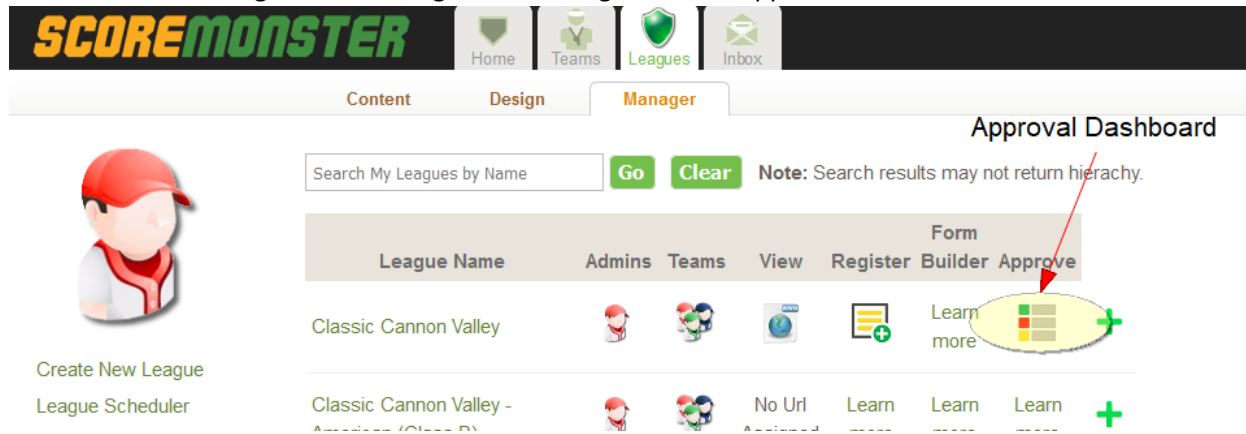 SCOREMONSTER
Home Teams Leagues Inbox
Content Design Manager
Approval Dashboard
Search My Leagues by Name Go Clear Note: Search results may not return hierachy.
Form
League Name Admins Teams View Register Builder Approve
Classic Cannon Valley
Learn
more
Create New League
League Scheduler
Classic Cannon Valley - No Url Learn Learn Learn